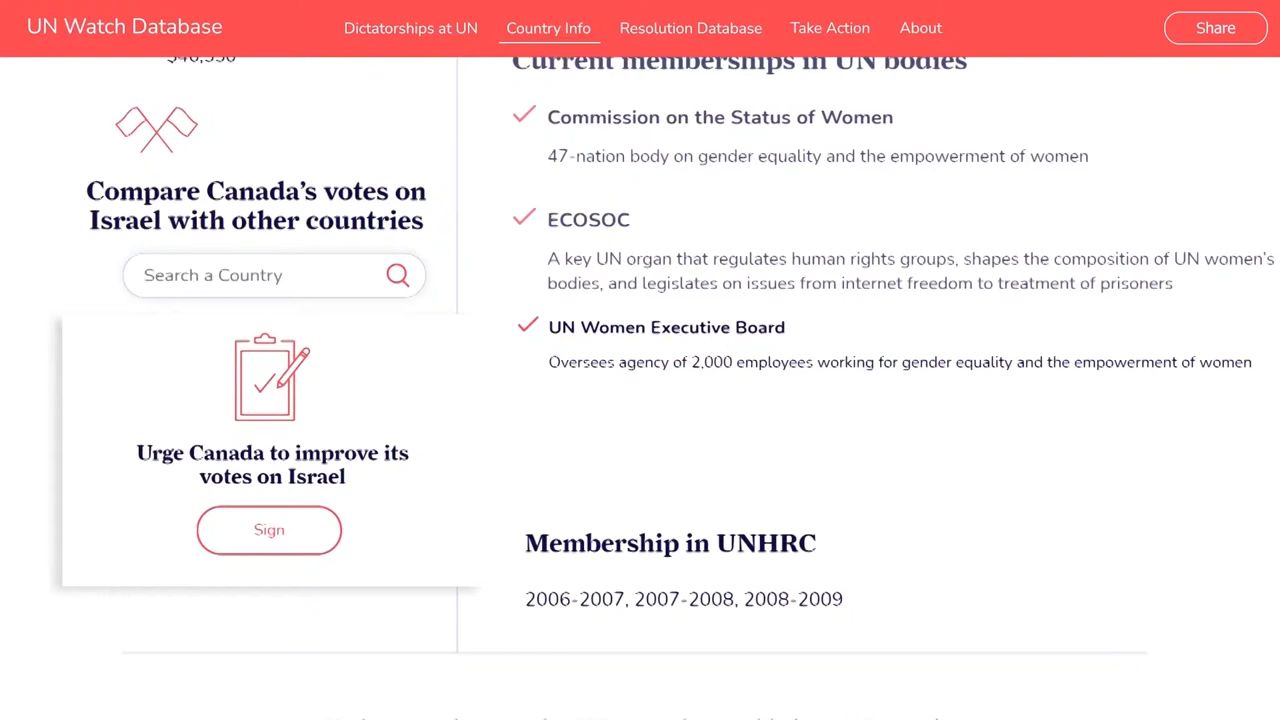 UN Watch Database
Dictatorships at UN
Country Info
Resolution Database
Take Action
About
Share
Current memberships in UN bodies
Compare Canada's votes on
Israel with other countries
Search a Country
Urge Canada to improve its
votes on Israel
Sign
Commission on the Status of Women
47-nation body on gender equality and the empowerment of women
ECOSOC
A key UN organ that regulates human rights groups, shapes the composition of UN women's
bodies, and legislates on issues from internet freedom to treatment of prisoners
UN Women Executive Board
Oversees agency of 2,000 employees working for gender equality and the empowerment of women
Membership in UNHRC
2006-2007, 2007-2008, 2008-2009